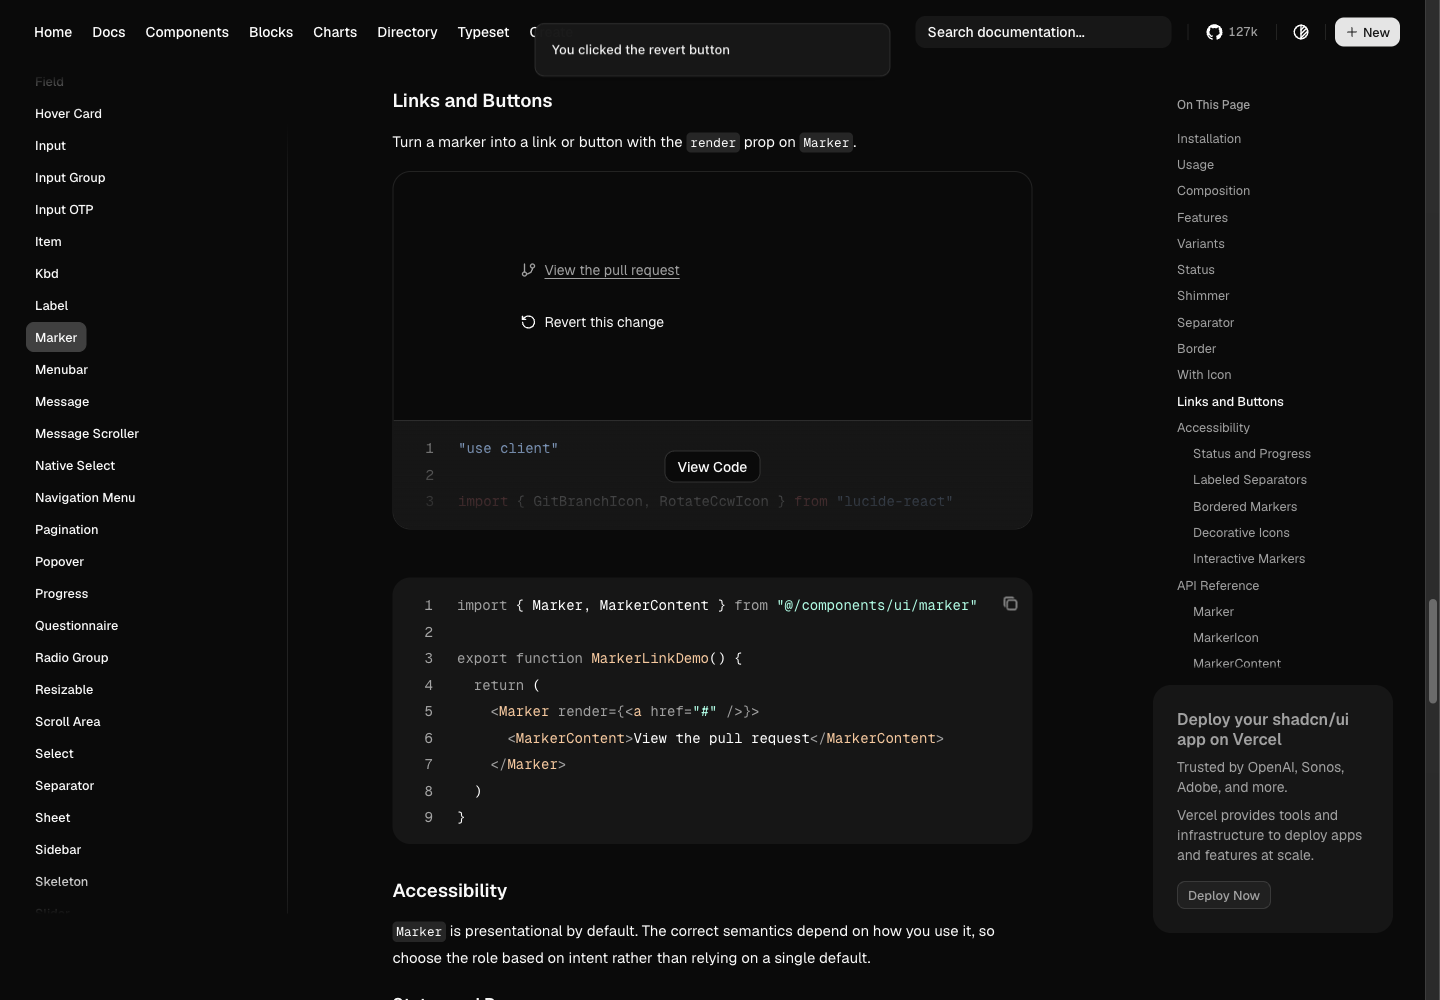 Home Docs Components Blocks Charts Directory Typeset
You clicked the revert button
Search documentation...
127k
New
Field
Hover Card
Input
Input Group
Input OTP
Item
Kbd
Label
Marker
Menubar
Message
Message Scroller
Native Select
Navigation Menu
Pagination
Popover
Progress
Questionnaire
Radio Group
Resizable
Scroll Area
Select
Separator
Sheet
Sidebar
Skeleton
Slider
Links and Buttons
Turn a marker into a link or button with the render prop on Marker.
View the pull request
Revert this change
1 "use client"
2
3 import { GitBranchIcon, RotateCcwIcon } from "lucide-react"
View Code
1 import { Marker, MarkerContent } from "@/components/ui/marker"
2
3 export function MarkerLinkDemo() {
4 return (
5 <Marker render={<a href="#" />}>
6 <MarkerContent>View the pull request</MarkerContent>
7 </Marker>
8 )
9 }
Accessibility
Marker is presentational by default. The correct semantics depend on how you use it, so
choose the role based on intent rather than relying on a single default.
On This Page
Installation
Usage
Composition
Features
Variants
Status
Shimmer
Separator
Border
With Icon
Links and Buttons
Accessibility
Status and Progress
Labeled Separators
Bordered Markers
Decorative Icons
Interactive Markers
API Reference
Marker
MarkerIcon
MarkerContent
Deploy your shadcn/ui
app on Vercel
Trusted by OpenAI, Sonos,
Adobe, and more.
Vercel provides tools and
infrastructure to deploy apps
and features at scale.
Deploy Now